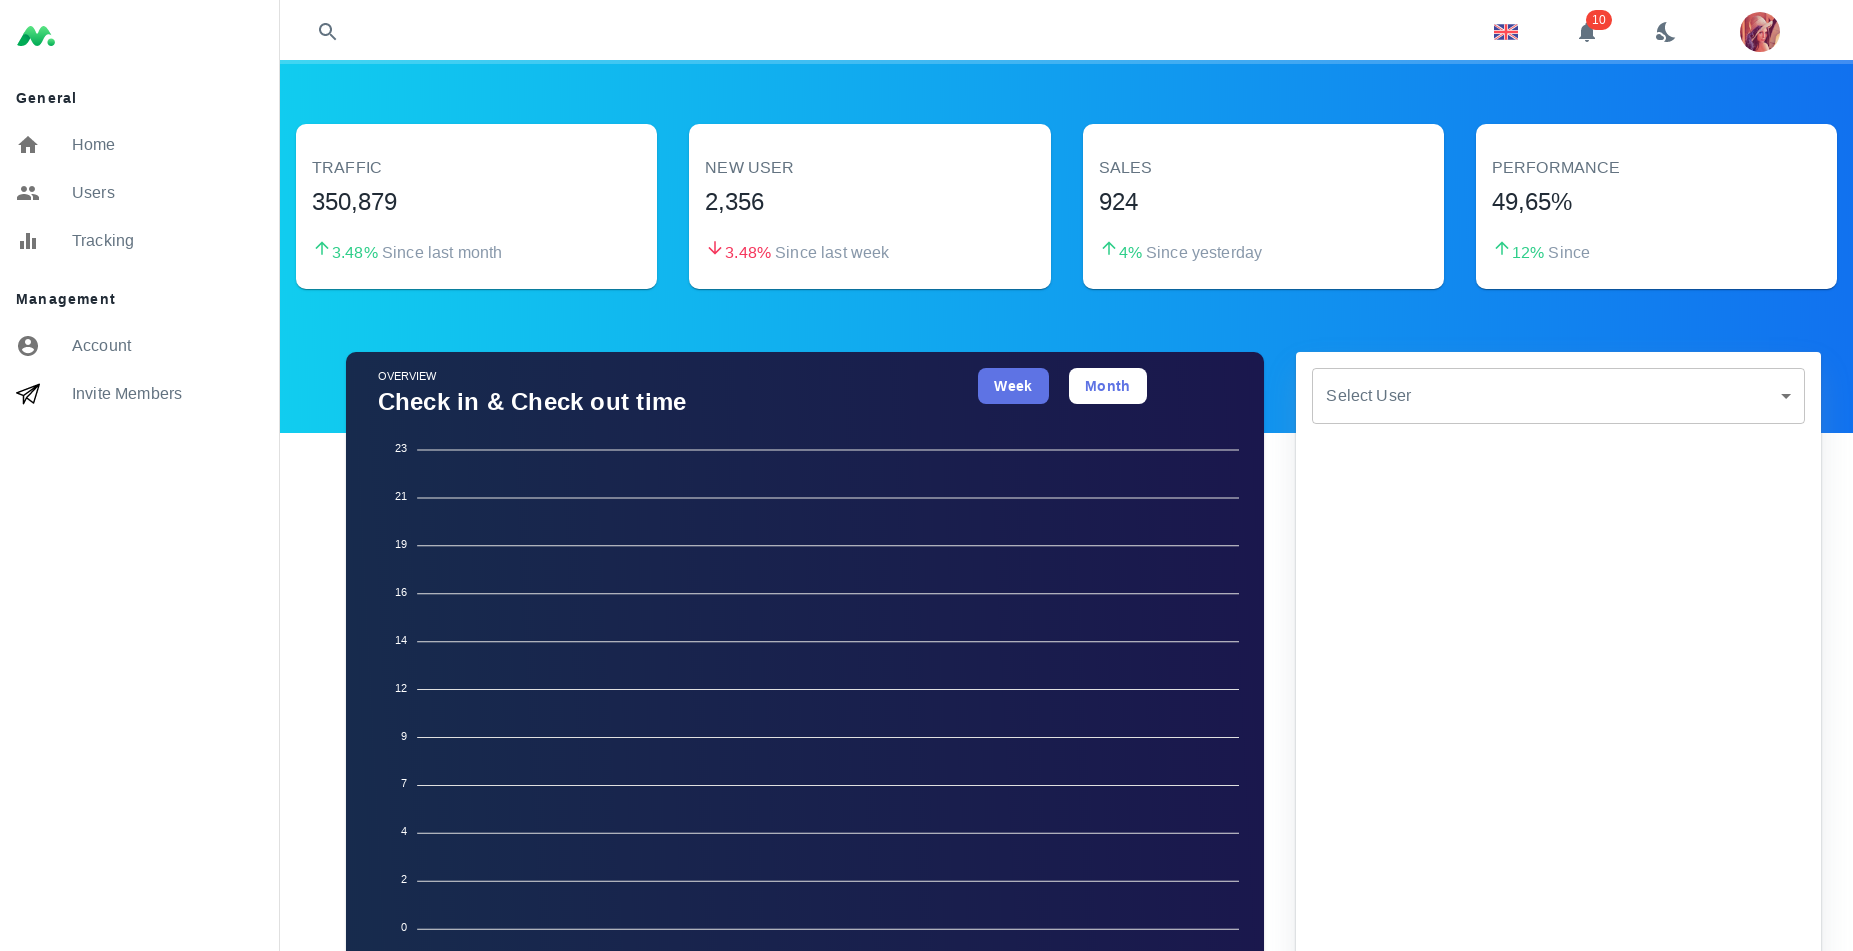 10
General
Home
Users
Tracking
Management
Account
Invite Members
TRAFFIC
350,879
3.48% Since last month
NEW USER
2,356
3.48% Since last week
SALES
924
4% Since yesterday
PERFORMANCE
49,65%
12% Since
OVERVIEW
Check in & Check out time
Week
Month
23
21
19
16
14
12
9
7
4
2
0
Select User